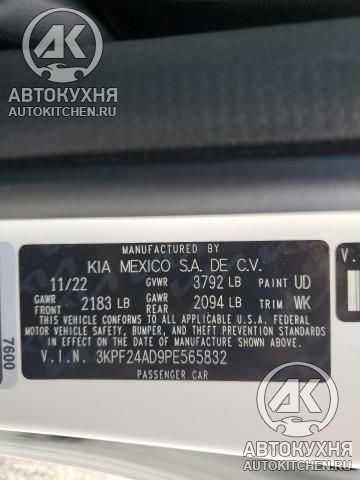 AK
АВТОКУХНЯ
AUTOKITCHEN.RU
MANUFACTURED BY
KIA MEXICO S.A. DE C.V.
11/22 GVWR 3792 LB PAINT UD
GAWR 2183 LB GAWR 2094 LB TRIM WK
THIS VEHICLE CONFORMS TO ALL APPLICABLE U.S.A. FEDERAL
MOTOR VEHICLE SAFETY, BUMPER, AND THEFT PREVENTION
STANDARDS IN EFFECT ON THE DATE OF MANUFACTURE SHOWN ABOVE.
V.I.N. 3KPF24AD9PE565832
PASSENGER CAR
7600
V.
AK
АВТОКУХНЯ
AUTOKITCHEN.RU